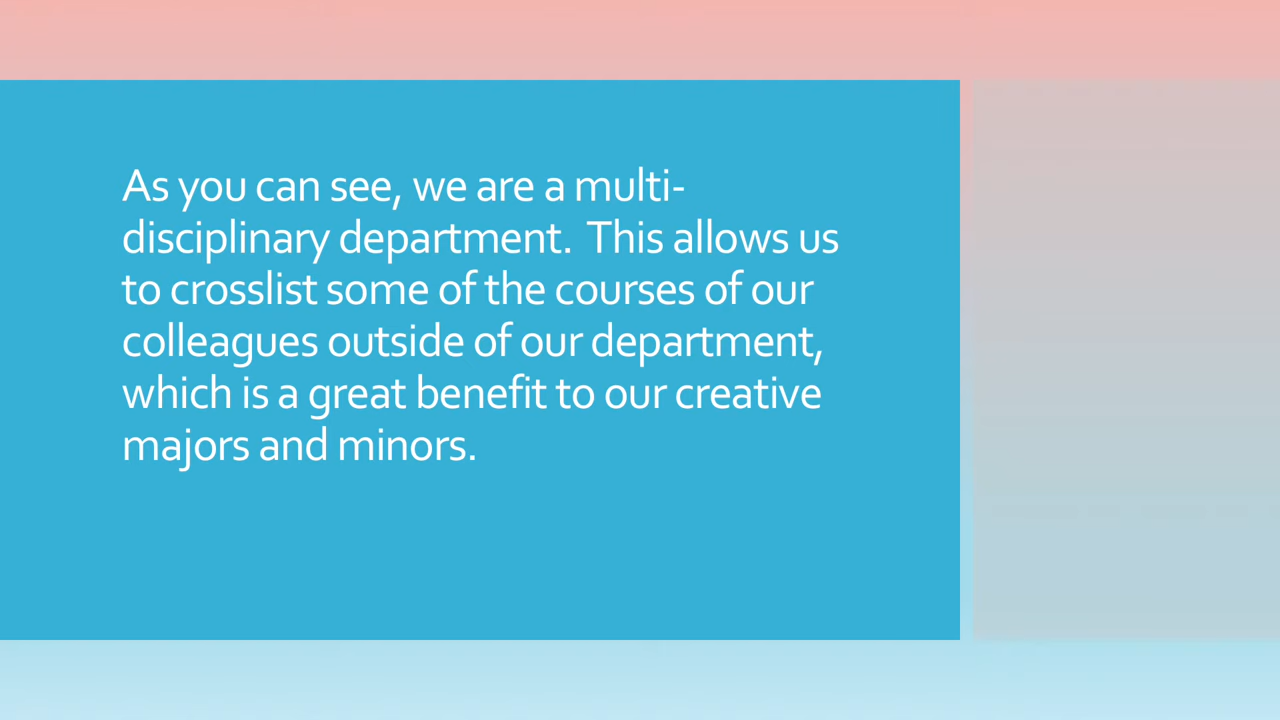 As you can see, we are a multi-
disciplinary department.  This allows us
to crosslist some of the courses of our
colleagues outside of our department,
which is a great benefit to our creative
majors and minors.